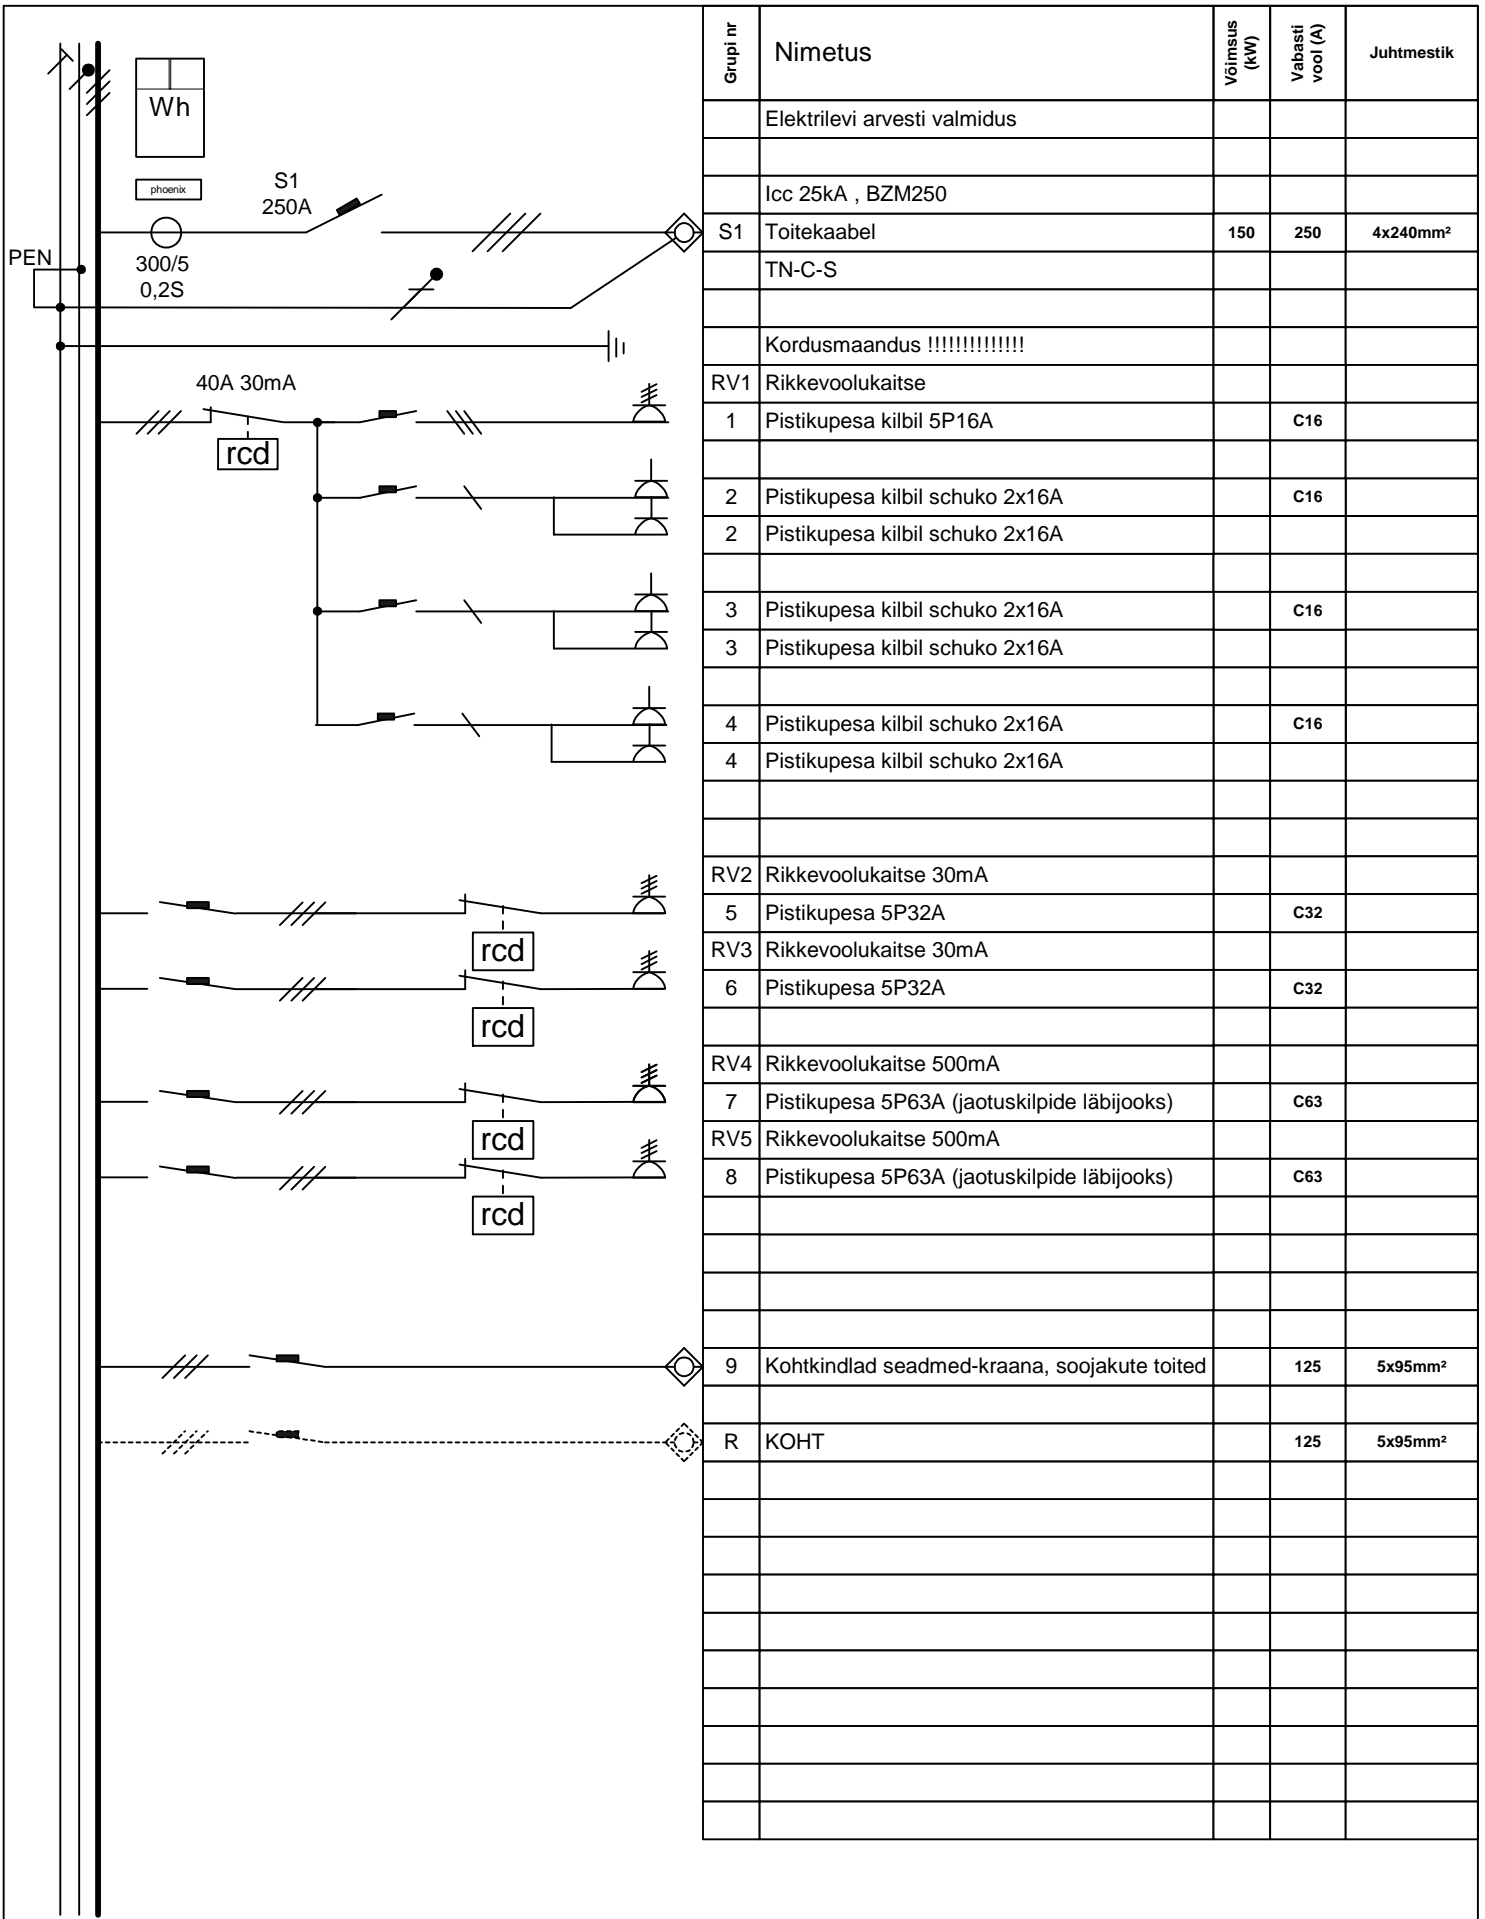 Grupi nr
Nimetus
Võimsus
(kW)
Vabasti
vool (A)
Juhtmestik
Wh
Elektrilevi arvesti valmidus
phoenix
S1
250A
Icc 25kA , BZM250
S1 Toitekaabel 150 250 4x240mm²
PEN
300/5
0,2S
TN-C-S
Kordusmaandus !!!!!!!!!!!!!!
40A 30mA
RV1 Rikkevoolukaitse
rcd
1 Pistikupesa kilbil 5P16A C16
2 Pistikupesa kilbil schuko 2x16A C16
2 Pistikupesa kilbil schuko 2x16A
3 Pistikupesa kilbil schuko 2x16A C16
3 Pistikupesa kilbil schuko 2x16A
4 Pistikupesa kilbil schuko 2x16A C16
4 Pistikupesa kilbil schuko 2x16A
RV2 Rikkevoolukaitse 30mA
5 Pistikupesa 5P32A C32
rcd
RV3 Rikkevoolukaitse 30mA
6 Pistikupesa 5P32A C32
rcd
RV4 Rikkevoolukaitse 500mA
7 Pistikupesa 5P63A (jaotuskilpide läbijooks) C63
rcd
RV5 Rikkevoolukaitse 500mA
8 Pistikupesa 5P63A (jaotuskilpide läbijooks) C63
rcd
9 Kohtkindlad seadmed-kraana, soojakute toited 125 5x95mm²
R KOHT 125 5x95mm²